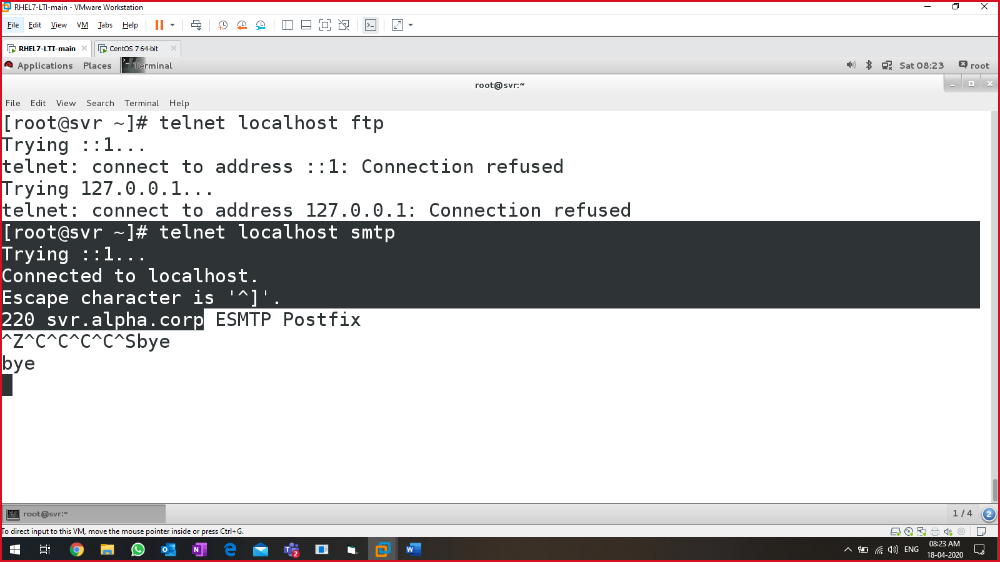 RHEL7-LTI-main - VMware Workstation
File Edit View VM Tabs Help
RHEL7-LTI-main CentOS 7 64-bit
Applications Places Terminal Sat 08:23 root
root@svr:~
File Edit View Search Terminal Help
[root@svr ~]# telnet localhost ftp
Trying ::1...
telnet: connect to address ::1: Connection refused
Trying 127.0.0.1...
telnet: connect to address 127.0.0.1: Connection refused
[root@svr ~]# telnet localhost smtp
Trying ::1...
Connected to localhost.
Escape character is '^]'.
220 svr.alpha.corp ESMTP Postfix
^Z^C^C^C^C^Sbye
bye
root@svr:~ 1 / 4 2
To direct input to this VM, move the mouse pointer inside or press Ctrl+G.
2 ENG 08:23 AM
18-04-2020